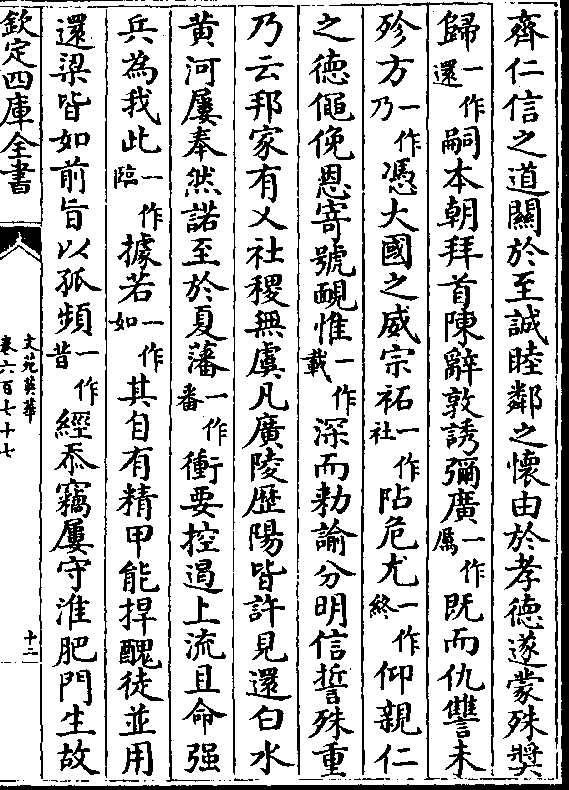 齊仁信之道關於至誠睦鄰之懷由於孝德遂蒙殊奬
歸一作還嗣本朝拜首陳辭敦誘彌廣一作厲既而仇讐未
殄方一作乃憑大國之威宗祏一作社阽危尤一作終仰親仁
之德僶俛恩寄號靦惟一作載深而勑諭分明信誓殊重
乃云邦家有乂社稷無虞凡廣陵歴陽皆許見還白水
黄河屢奉然諾至於夏藩一作番衝要控遏上流且命强
兵為我此一作臨據若一作如其自有精甲能捍醜徒並用
還梁皆如前旨以孤頻一作昔經忝竊屢守淮肥門生故
欽定四庫全書
文苑英華
卷六百七十七
十二